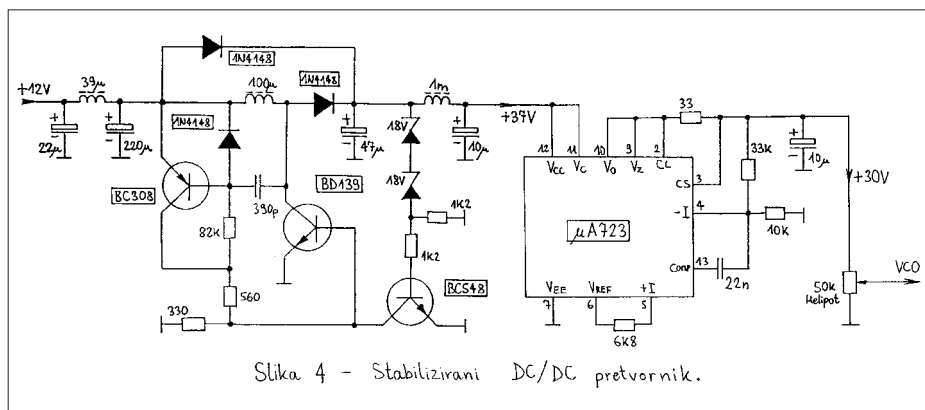 1N4148
+12V
39μ
100μ
1N4148
1m
+37V
33
1N4148
18V
12
11
10
9
2
33K
+
22μ
+
220μ
+
47μ
+
10μ
+
10μ
VCC
VC
VO
VZ
CL
CS
3
+30V
BC308
390p
BD139
18V
-I
4
82K
1K2
μA723
10K
1K2
Comp
13
22n
VCO
560
BC548
VEE
VREF
+I
50K
Helipot
330
7
6
5
6K8
Slika 4 - Stabilizirani DC/DC pretvornik.